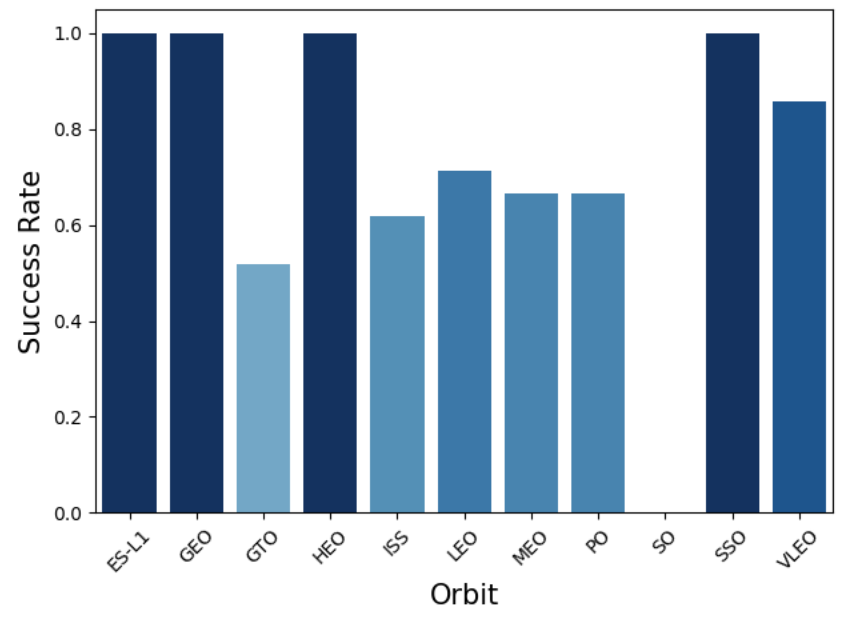 Success Rate
1.0
0.8
0.6
0.4
0.2
0.0
ES-L1
GEO
GTO
HEO
ISS
LEO
MEO
PO
SO
SSO
VLEO
Orbit